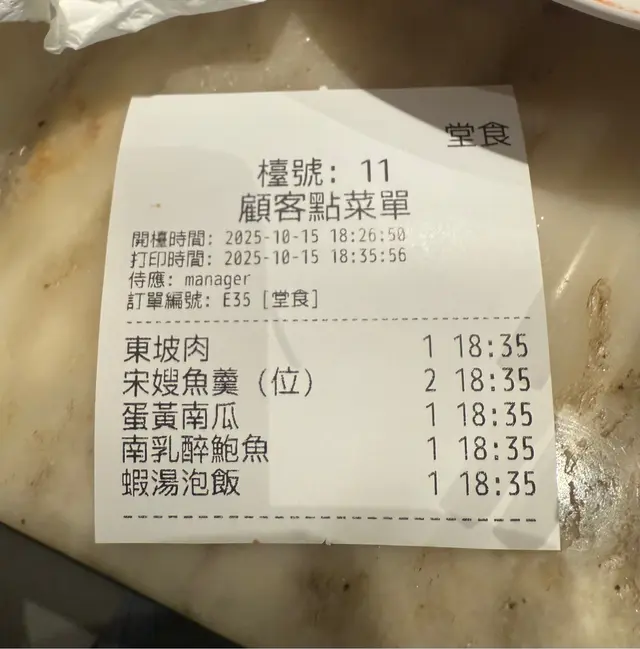 堂食
檯號: 11
顧客點菜單
開檯時間: 2025-10-15 18:26:50
打印時間: 2025-10-15 18:35:56
侍應: manager
訂單編號: E35 [堂食]
東坡肉 1 18:35
宋嫂魚羹 (位) 2 18:35
蛋黃南瓜 1 18:35
南乳醉鮑魚 1 18:35
蝦湯泡飯 1 18:35